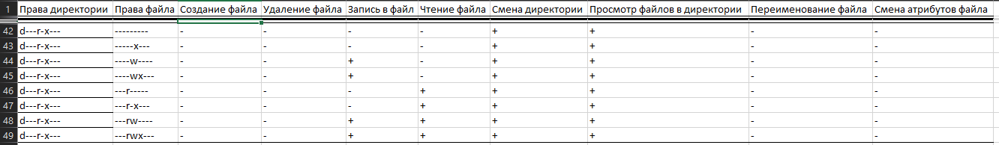 1 Права директории Права файла Создание файла Удаление файла Запись в файл Чтение файла Смена директории Просмотр файлов в директории Переименование файла Смена атрибутов файла
42 d---r-x--- --------- - - - - + + - -
43 d---r-x--- -----x--- - - - - + + - -
44 d---r-x--- ----w---- - - + - + + - -
45 d---r-x--- ----wx--- - - + - + + - -
46 d---r-x--- ---r----- - - - + + + - -
47 d---r-x--- ---r-x--- - - - + + + - -
48 d---r-x--- ---rw---- - - + + + + - -
49 d---r-x--- ---rwx--- - - + + + + - -